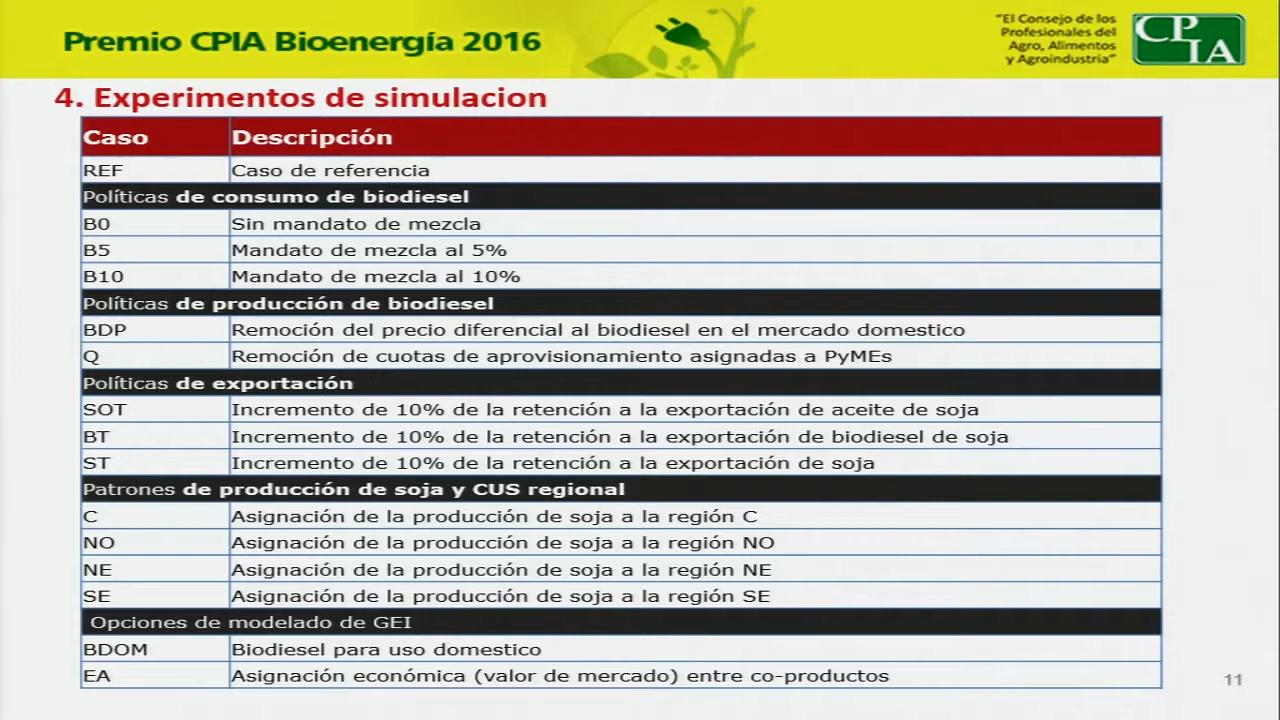 Premio CPIA Bioenergía 2016
"El Consejo de los
Profesionales del
Agro, Alimentos
y Agroindustria"
CPIA
4. Experimentos de simulacion
Caso Descripción
REF Caso de referencia
Políticas de consumo de biodiesel
B0 Sin mandato de mezcla
B5 Mandato de mezcla al 5%
B10 Mandato de mezcla al 10%
Políticas de producción de biodiesel
BDP Remoción del precio diferencial al biodiesel en el mercado domestico
Q Remoción de cuotas de aprovisionamiento asignadas a PyMEs
Políticas de exportación
SOT Incremento de 10% de la retención a la exportación de aceite de soja
BT Incremento de 10% de la retención a la exportación de biodiesel de soja
ST Incremento de 10% de la retención a la exportación de soja
Patrones de producción de soja y CUS regional
C Asignación de la producción de soja a la región C
NO Asignación de la producción de soja a la región NO
NE Asignación de la producción de soja a la región NE
SE Asignación de la producción de soja a la región SE
Opciones de modelado de GEI
BDOM Biodiesel para uso domestico
EA Asignación económica (valor de mercado) entre co-productos
11